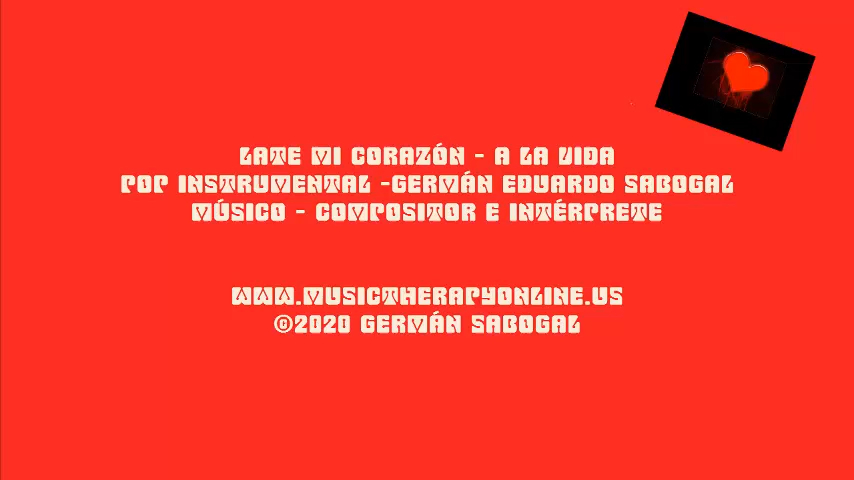 LATE MI CORAZÓN - A LA VIDA
POP INSTRUMENTAL -GERMÁN EDUARDO SABOGAL
MÚSICO - COMPOSITOR E INTÉRPRETE
WWW.MUSICTHERAPYONLINE.US
©2020 GERMÁN SABOGAL